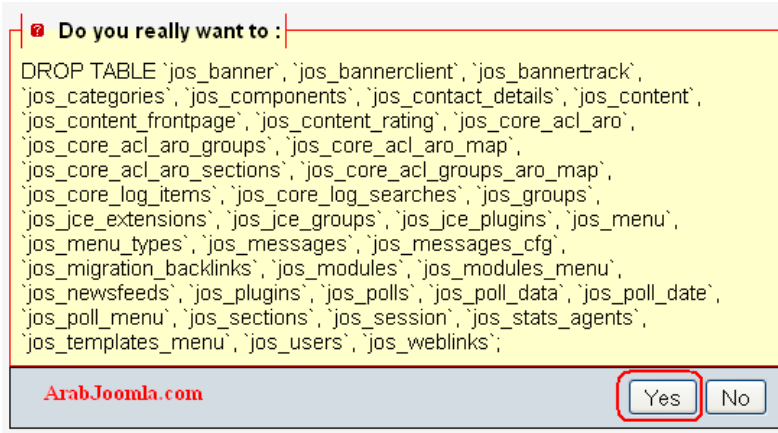 Do you really want to :
DROP TABLE `jos_banner`, `jos_bannerclient`, `jos_bannertrack`,
`jos_categories`, `jos_components`, `jos_contact_details`, `jos_content`,
`jos_content_frontpage`, `jos_content_rating`, `jos_core_acl_aro`,
`jos_core_acl_aro_groups`, `jos_core_acl_aro_map`,
`jos_core_acl_aro_sections`, `jos_core_acl_groups_aro_map`,
`jos_core_log_items`, `jos_core_log_searches`, `jos_groups`,
`jos_jce_extensions`, `jos_jce_groups`, `jos_jce_plugins`, `jos_menu`,
`jos_menu_types`, `jos_messages`, `jos_messages_cfg`,
`jos_migration_backlinks`, `jos_modules`, `jos_modules_menu`,
`jos_newsfeeds`, `jos_plugins`, `jos_polls`, `jos_poll_data`, `jos_poll_date`,
`jos_poll_menu`, `jos_sections`, `jos_session`, `jos_stats_agents`,
`jos_templates_menu`, `jos_users`, `jos_weblinks`;
ArabJoomla.com
Yes No